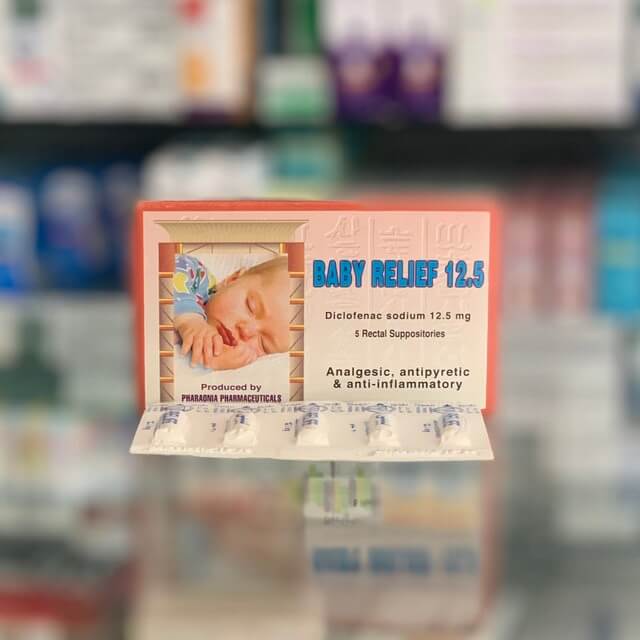 BABY RELIEF 12.5
Diclofenac sodium 12.5 mg
5 Rectal Suppositories
Analgesic, antipyretic
& anti-inflammatory
Produced by
PHARAONIA PHARMACEUTICALS